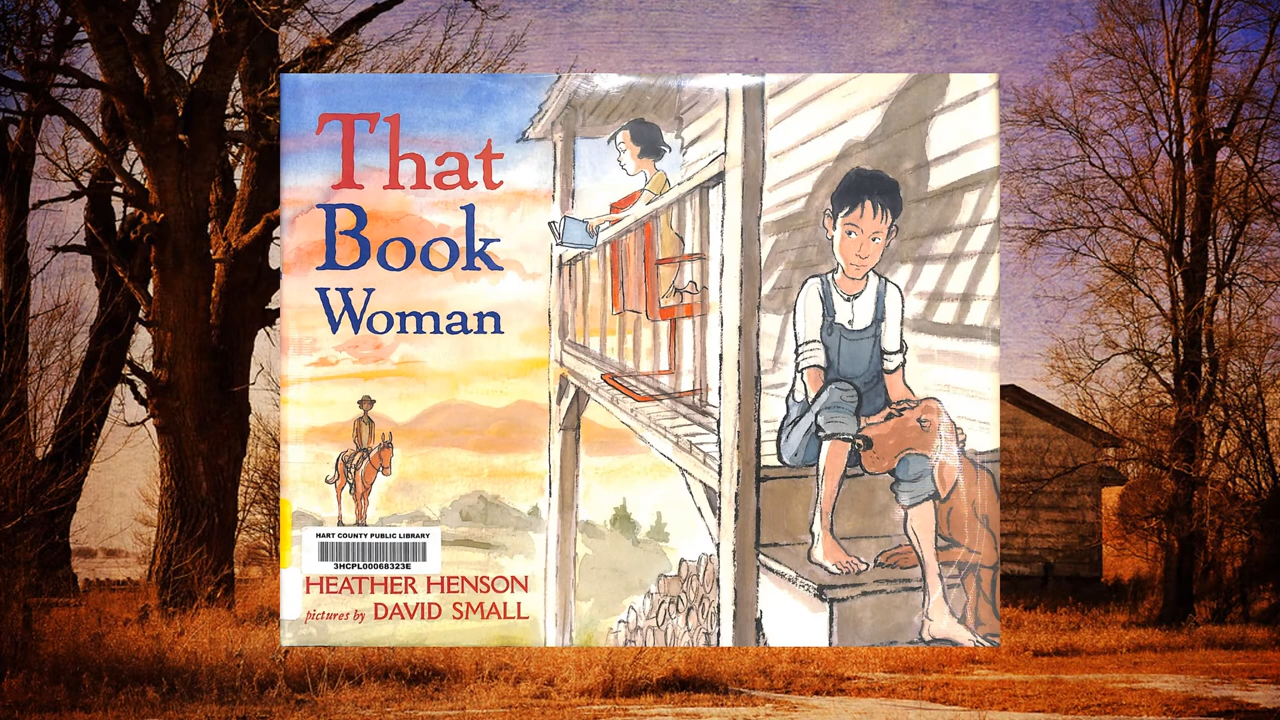 That
Book
Woman
HART COUNTY PUBLIC LIBRARY
3HCPL00068323E
HEATHER HENSON
pictures by DAVID SMALL